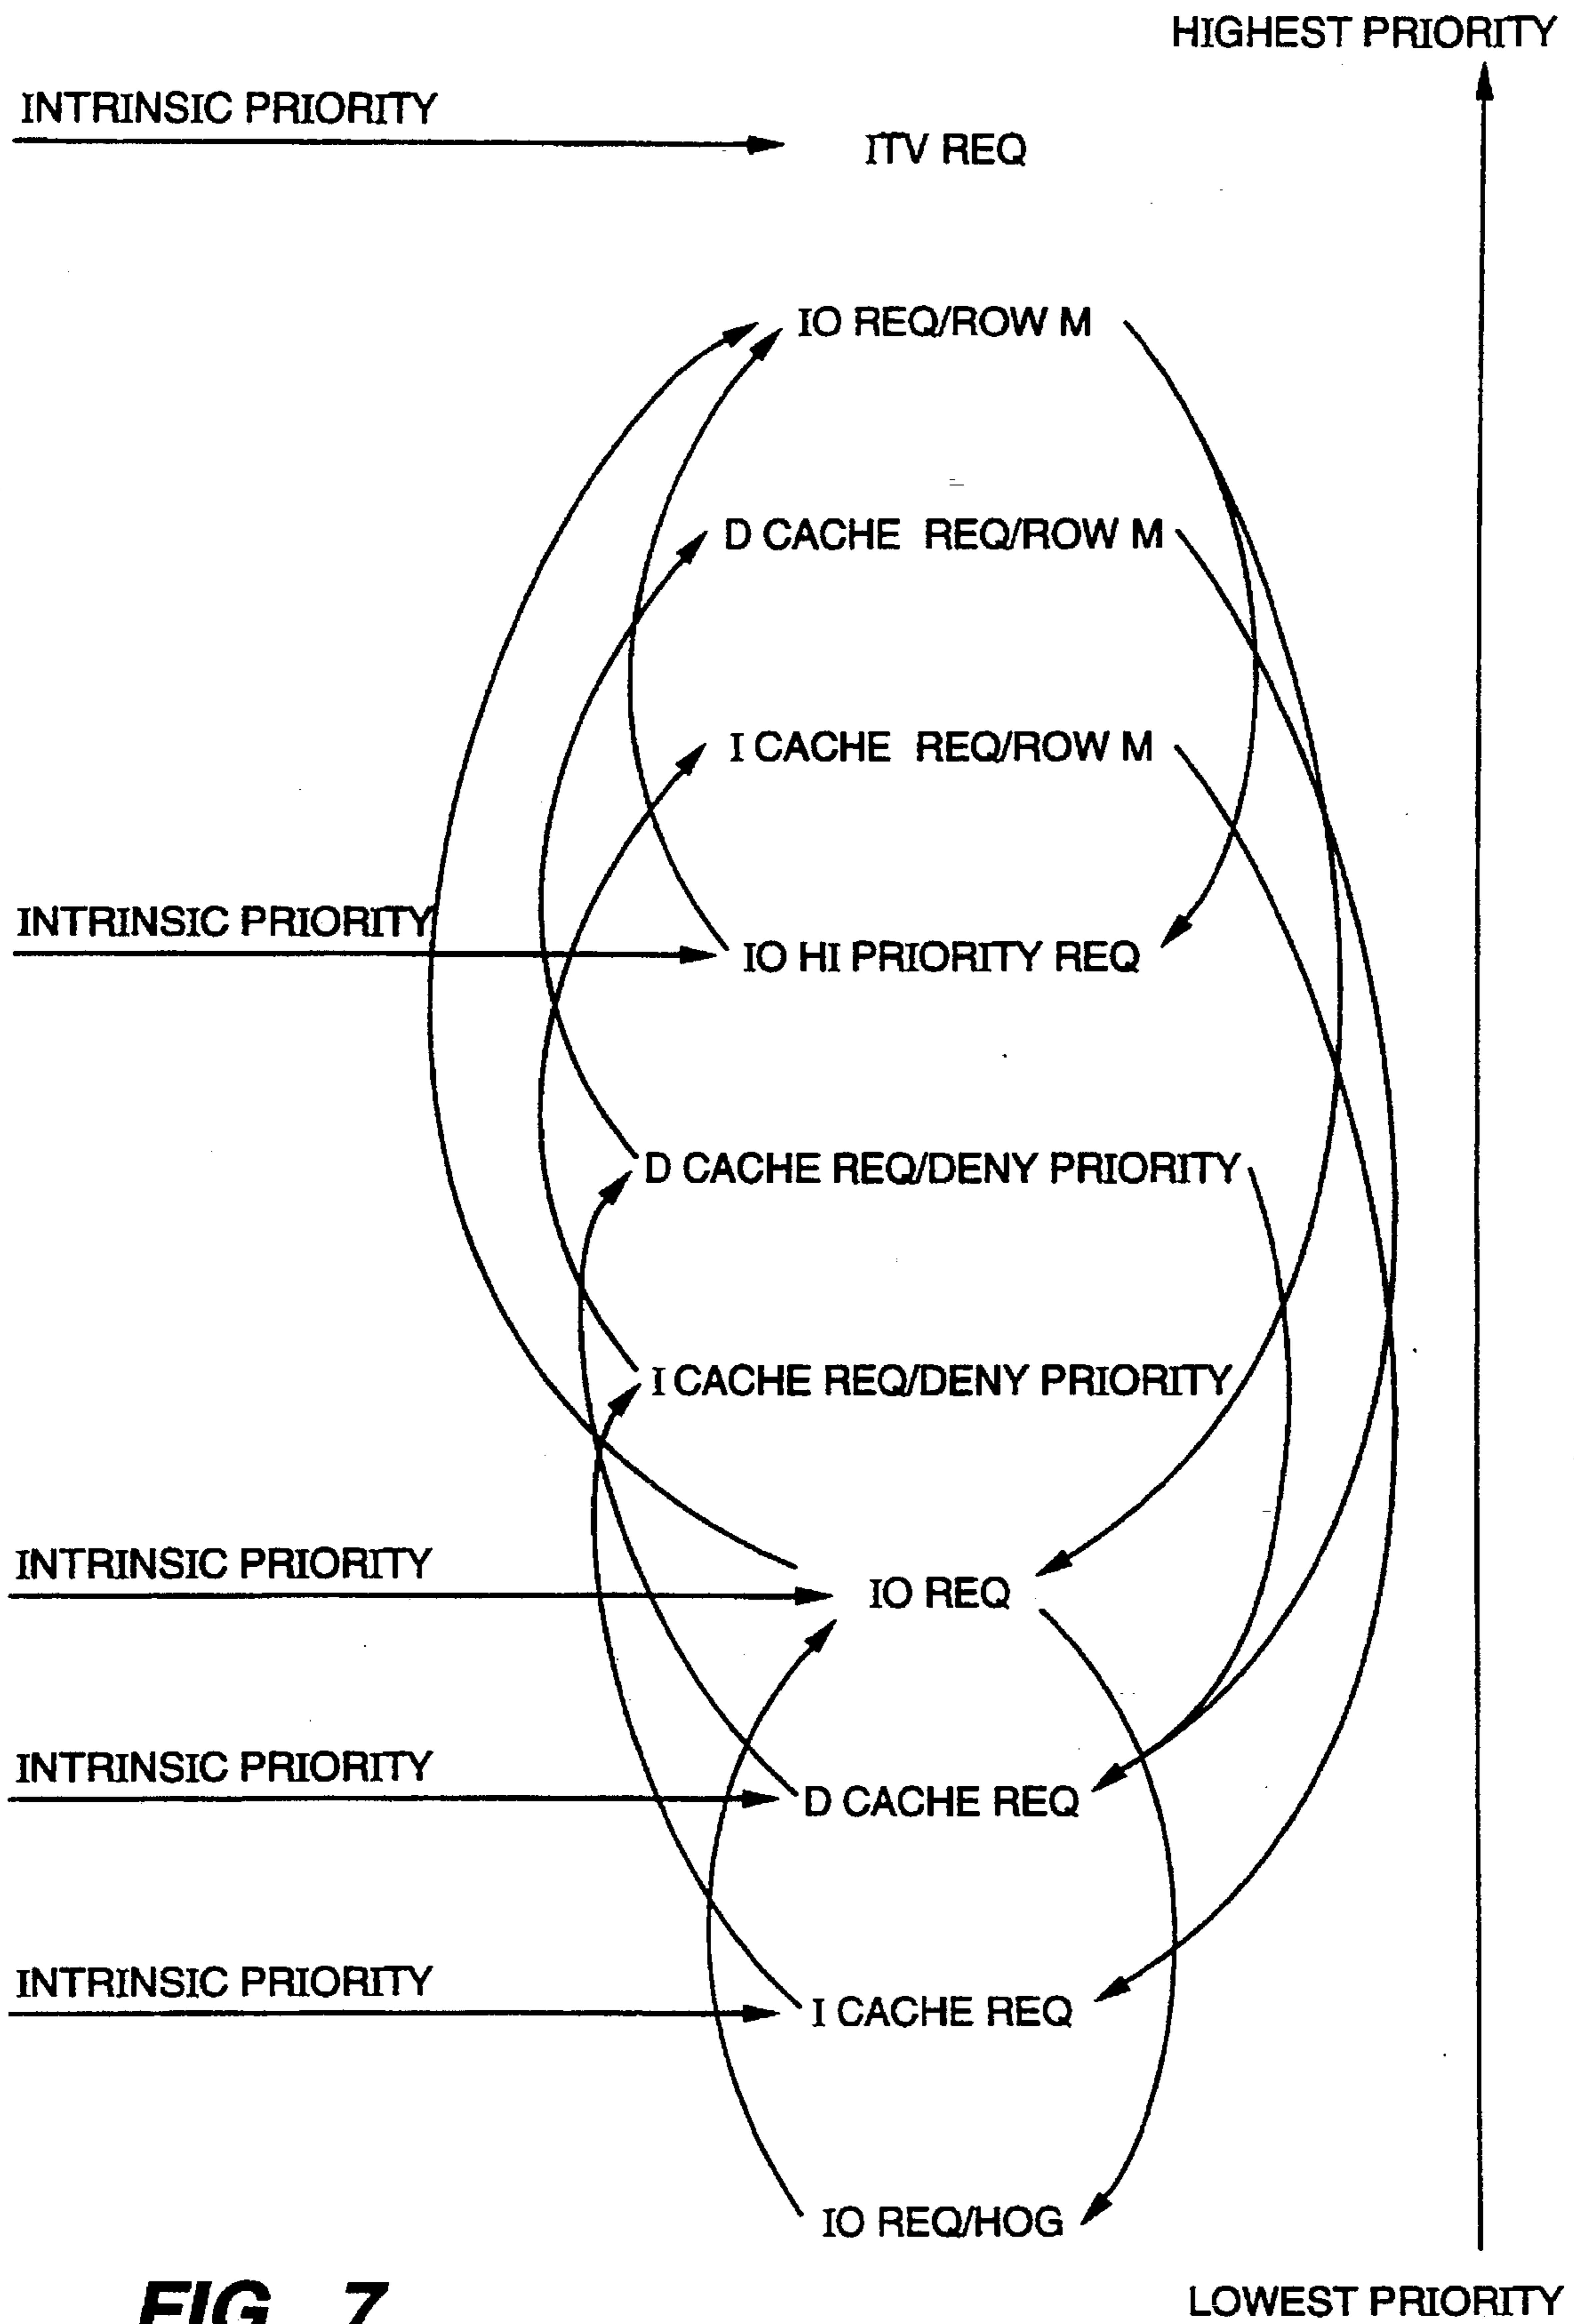 HIGHEST PRIORITY
INTRINSIC PRIORITY
ITV REQ
IO REQ/ROW M
D CACHE REQ/ROW M
I CACHE REQ/ROW M
INTRINSIC PRIORITY
IO HI PRIORITY REQ
D CACHE REQ/DENY PRIORITY
I CACHE REQ/DENY PRIORITY
INTRINSIC PRIORITY
IO REQ
INTRINSIC PRIORITY
D CACHE REQ
INTRINSIC PRIORITY
I CACHE REQ
IO REQ/HOG
FIG_7
LOWEST PRIORITY